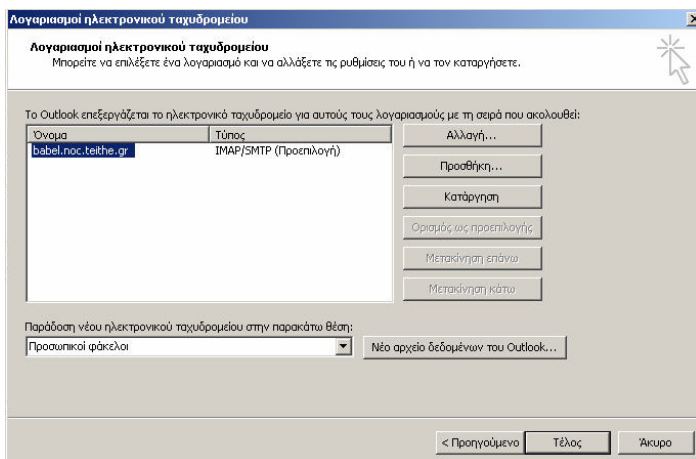 Λογαριασμοί ηλεκτρονικού ταχυδρομείου
Λογαριασμοί ηλεκτρονικού ταχυδρομείου
Μπορείτε να επιλέξετε ένα λογαριασμό και να αλλάξετε τις ρυθμίσεις του ή να τον καταργήσετε.
Το Outlook επεξεργάζεται το ηλεκτρονικό ταχυδρομείο για αυτούς τους λογαριασμούς με τη σειρά που ακολουθεί:
Όνομα Τύπος
babel.noc.teithe.gr IMAP/SMTP (Προεπιλογή)
Αλλαγή...
Προσθήκη...
Κατάργηση
Ορισμός ως προεπιλογής
Μετακίνηση επάνω
Μετακίνηση κάτω
Παράδοση νέου ηλεκτρονικού ταχυδρομείου στην παρακάτω θέση:
Προσωπικοί φάκελοι Νέο αρχείο δεδομένων του Outlook...
< Προηγούμενο Τέλος Άκυρο